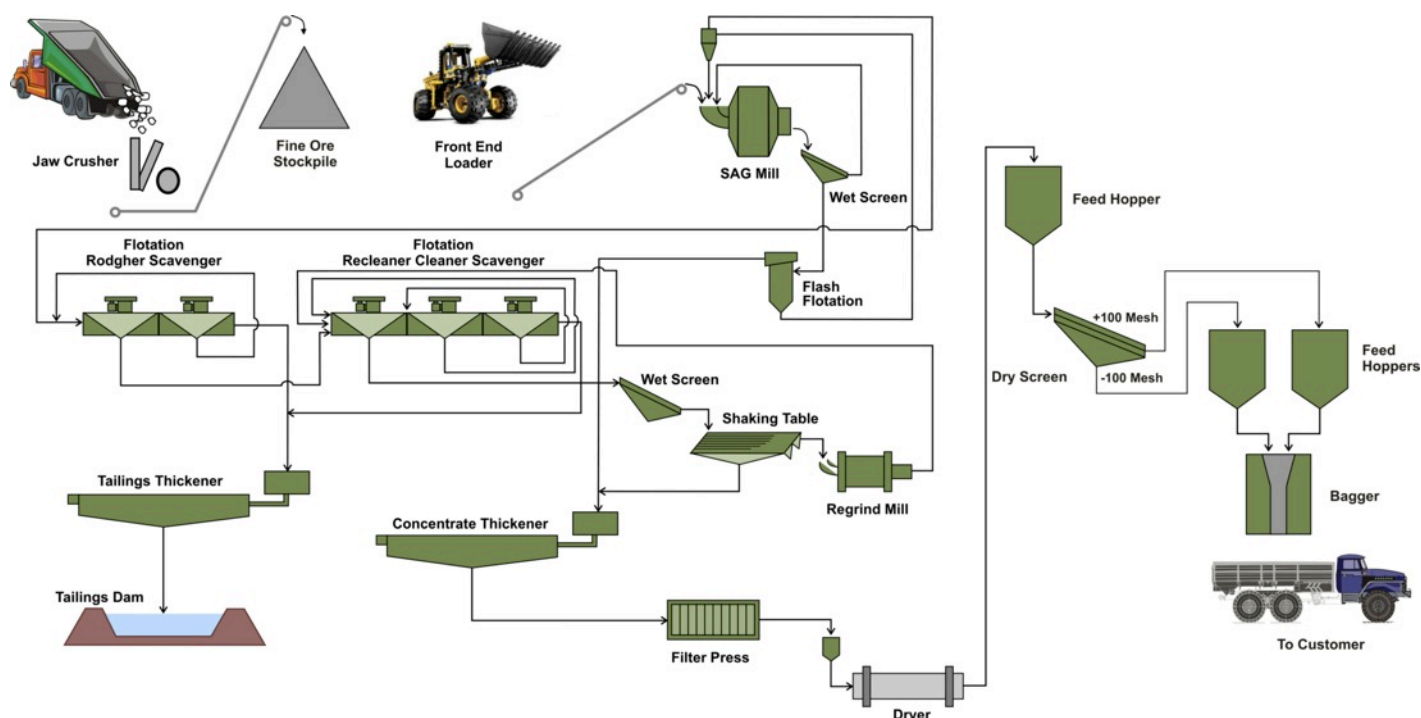 Jaw Crusher
Fine Ore
Stockpile
Front End
Loader
SAG Mill
Wet Screen
Flotation
Rodgher Scavenger
Flotation
Recleaner Cleaner Scavenger
Flash
Flotation
Feed Hopper
+100 Mesh
-100 Mesh
Dry Screen
Feed
Hoppers
Wet Screen
Shaking Table
Regrind Mill
Tailings Thickener
Concentrate Thickener
Bagger
Tailings Dam
Filter Press
To Customer
Dryer